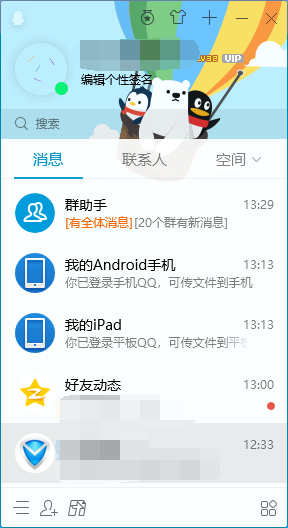 VIP
编辑个性签名
搜索
消息 联系人 空间
群助手 13:29
[有全体消息][20个群有新消息]
我的Android手机 13:13
你已登录手机QQ，可传文件到手机
我的iPad 13:13
你已登录平板QQ，可传文件到平板
好友动态 13:00
12:33